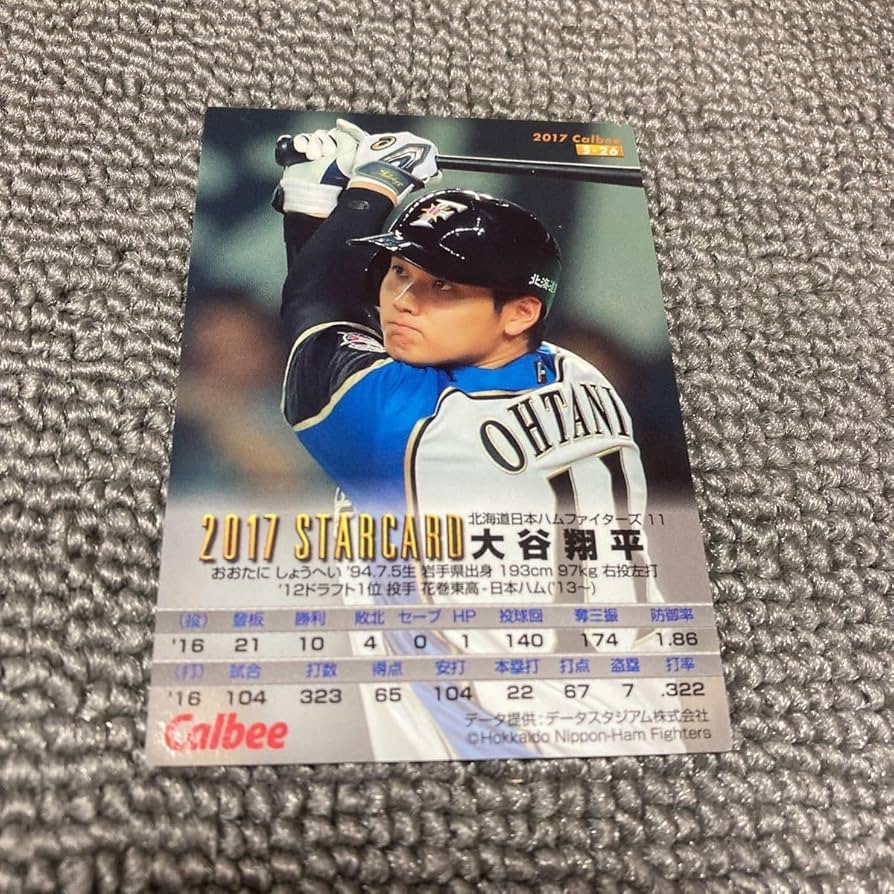 2017 Calbee
S-26
F
北海道
OHTANI
11
北海道日本ハムファイターズ 11
2017 STARCARD 大谷翔平
おおたに しょうへい '94.7.5生 岩手県出身 193cm 97kg 右投左打
'12ドラフト1位 投手 花巻東高-日本ハム('13~)
(投) 登板 勝利 敗北 セーブ HP 投球回 奪三振 防御率
'16 21 10 4 0 1 140 174 1.86
(打) 試合 打数 得点 安打 本塁打 打点 盗塁 打率
'16 104 323 65 104 22 67 7 .322
Calbee
データ提供:データスタジアム株式会社
©Hokkaido Nippon-Ham Fighters